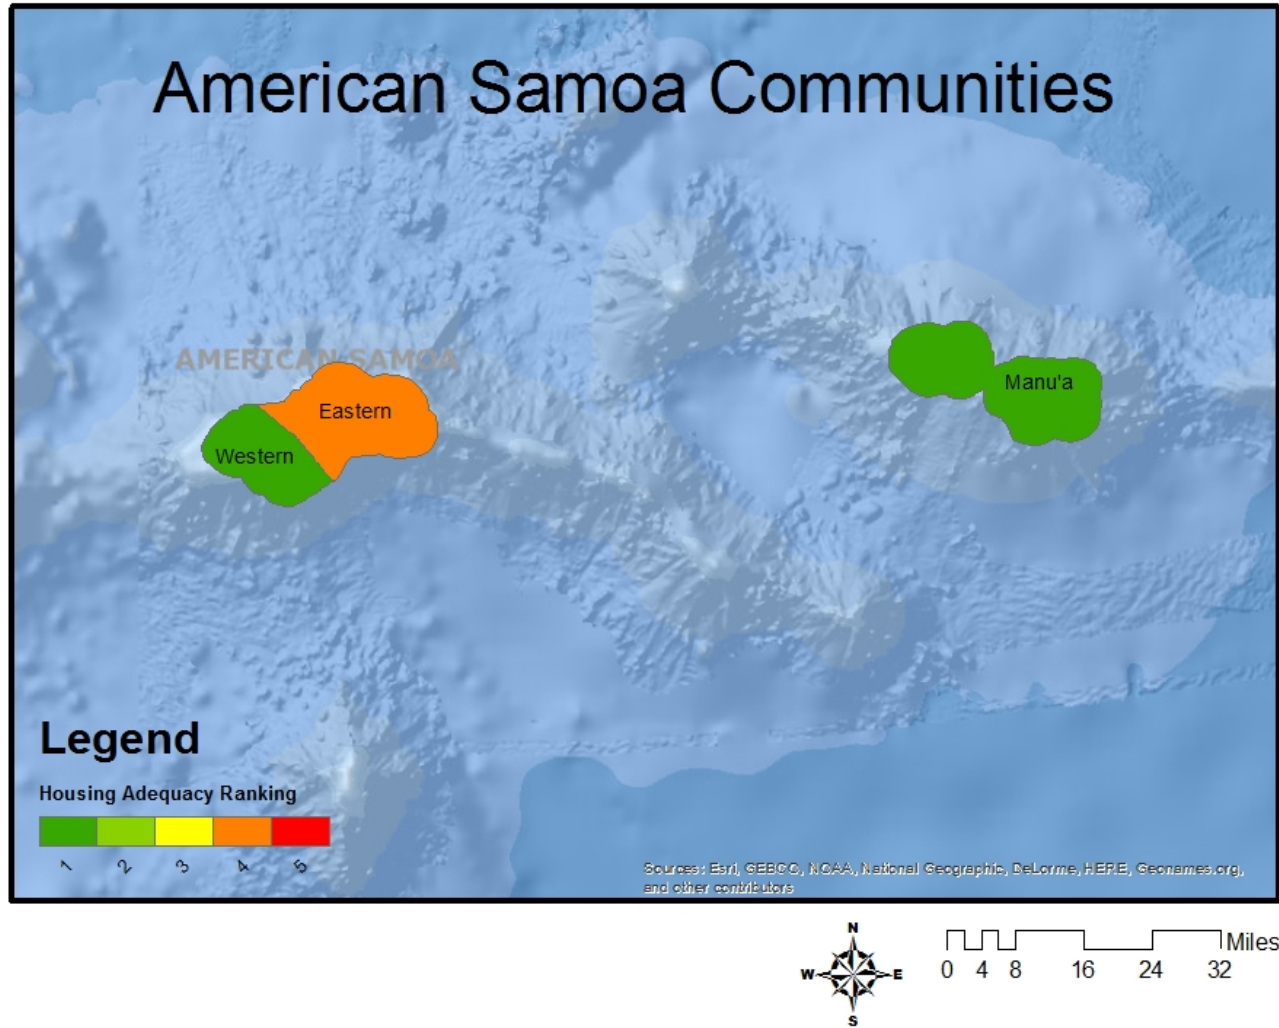 American Samoa Communities
AMERICAN SAMOA
Eastern
Western
Manu'a
Legend
Housing Adequacy Ranking
1 2 3 4 5
Sources: Esri, GEBCO, NOAA, National Geographic, DeLorme, HERE, Geonames.org,
and other contributors
N
W E
S
Miles
0 4 8 16 24 32